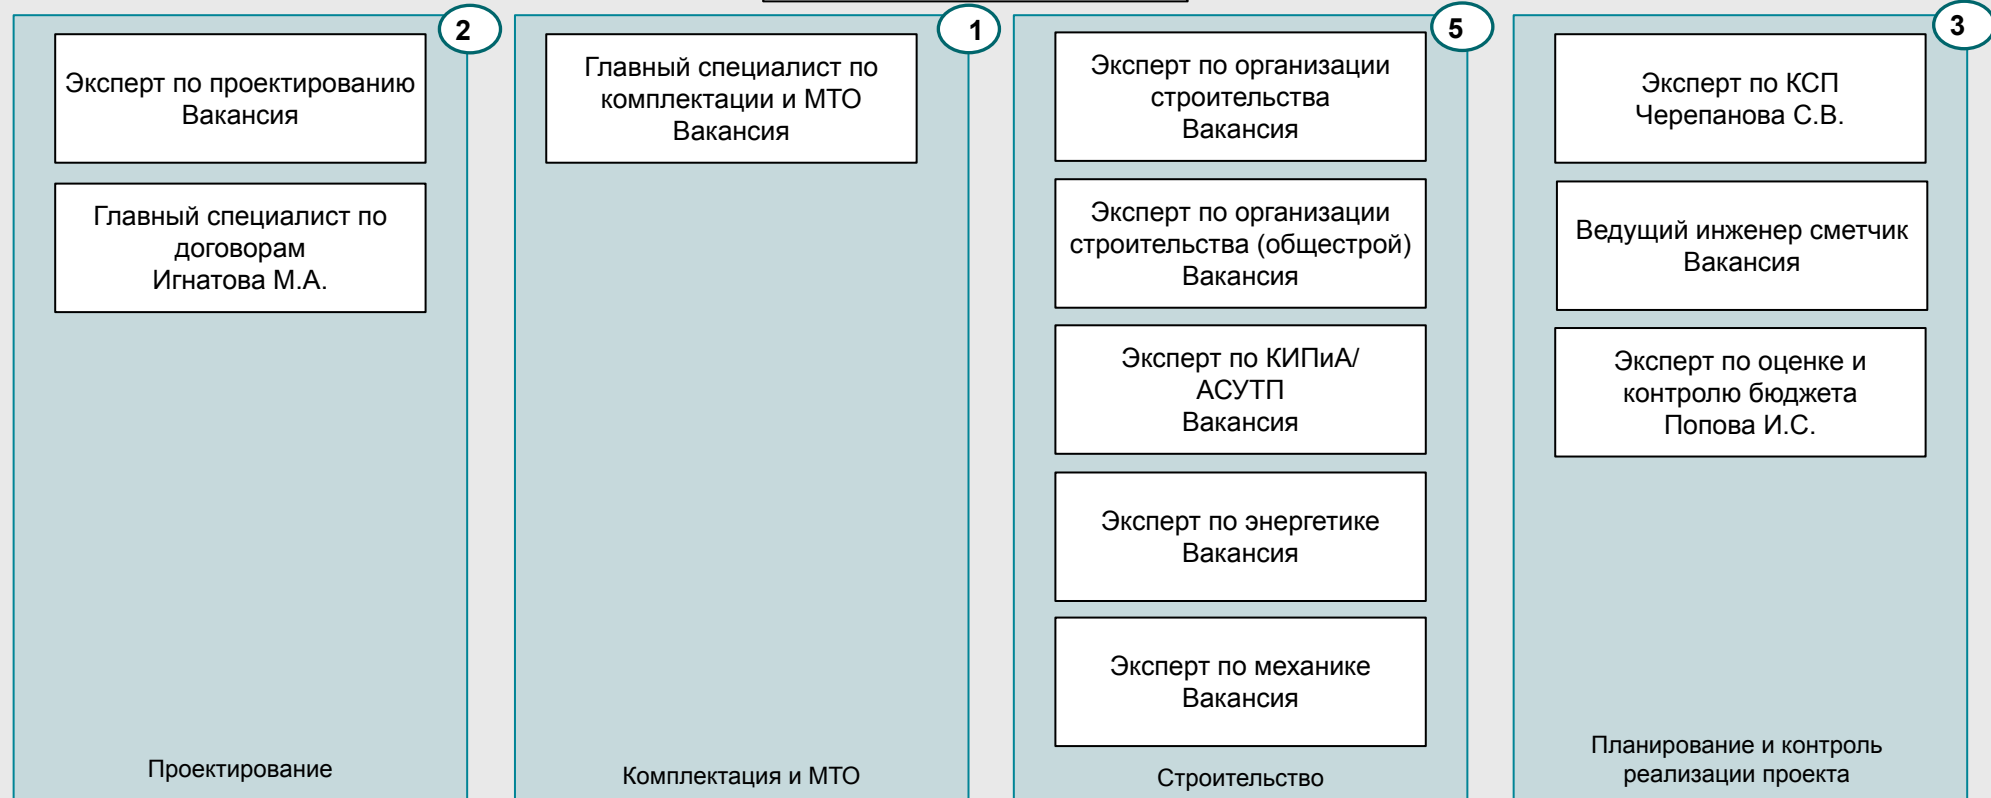 2
Эксперт по проектированию
Вакансия
Главный специалист по
договорам
Игнатова М.А.
Проектирование
1
Главный специалист по
комплектации и МТО
Вакансия
Комплектация и МТО
5
Эксперт по организации
строительства
Вакансия
Эксперт по организации
строительства (общестрой)
Вакансия
Эксперт по КИПиА/
АСУТП
Вакансия
Эксперт по энергетике
Вакансия
Эксперт по механике
Вакансия
Строительство
3
Эксперт по КСП
Черепанова С.В.
Ведущий инженер сметчик
Вакансия
Эксперт по оценке и
контролю бюджета
Попова И.С.
Планирование и контроль
реализации проекта